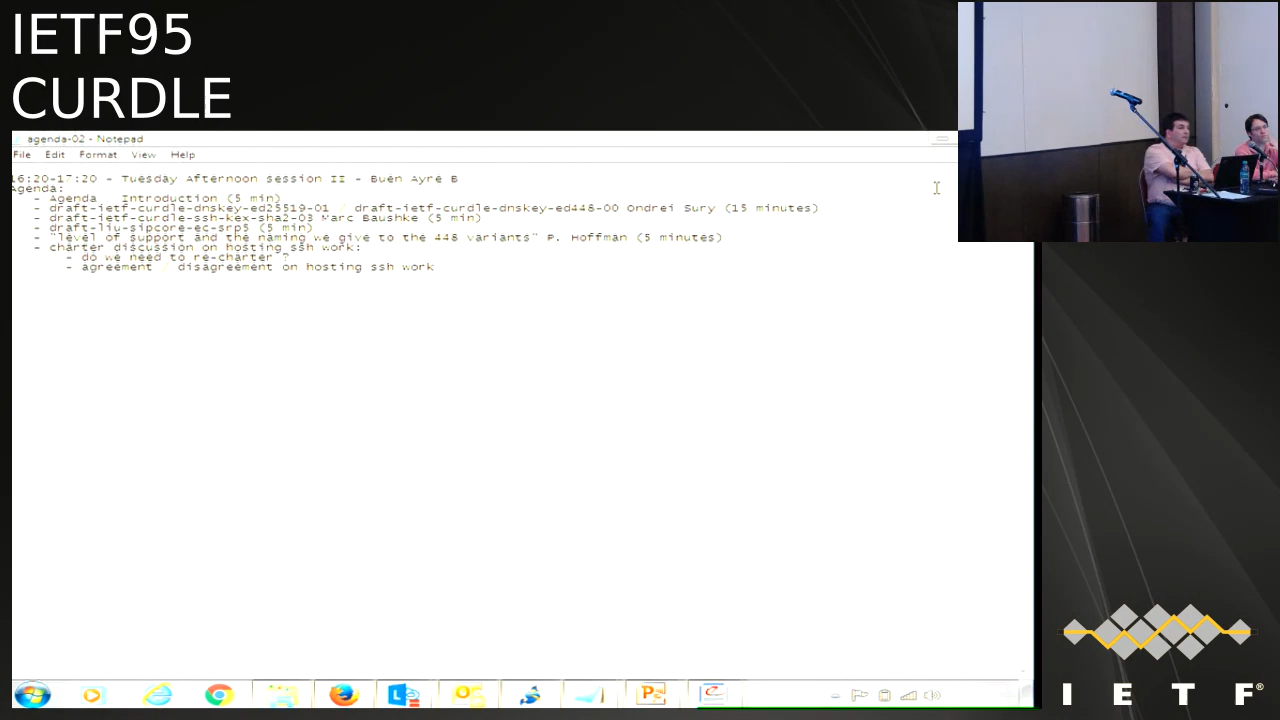 IETF95
CURDLE
agenda-02 - Notepad
File Edit Format View Help
16:20-17:20 - Tuesday Afternoon session II - Buen Ayre B
Agenda:
- Agenda Introduction (5 min)
- draft-ietf-curdle-dnskey-ed25519-01 / draft-ietf-curdle-dnskey-ed448-00 Ondrei Sury (15 minutes)
- draft-ietf-curdle-ssh-kex-sha2-03 Marc Baushke (5 min)
- draft-liu-sipcore-ec-srp5 (5 min)
- "level of support and the naming we give to the 448 variants" P. Hoffman (5 minutes)
- charter discussion on hosting ssh work:
- do we need to re-charter ?
- agreement / disagreement on hosting ssh work
I E T F®